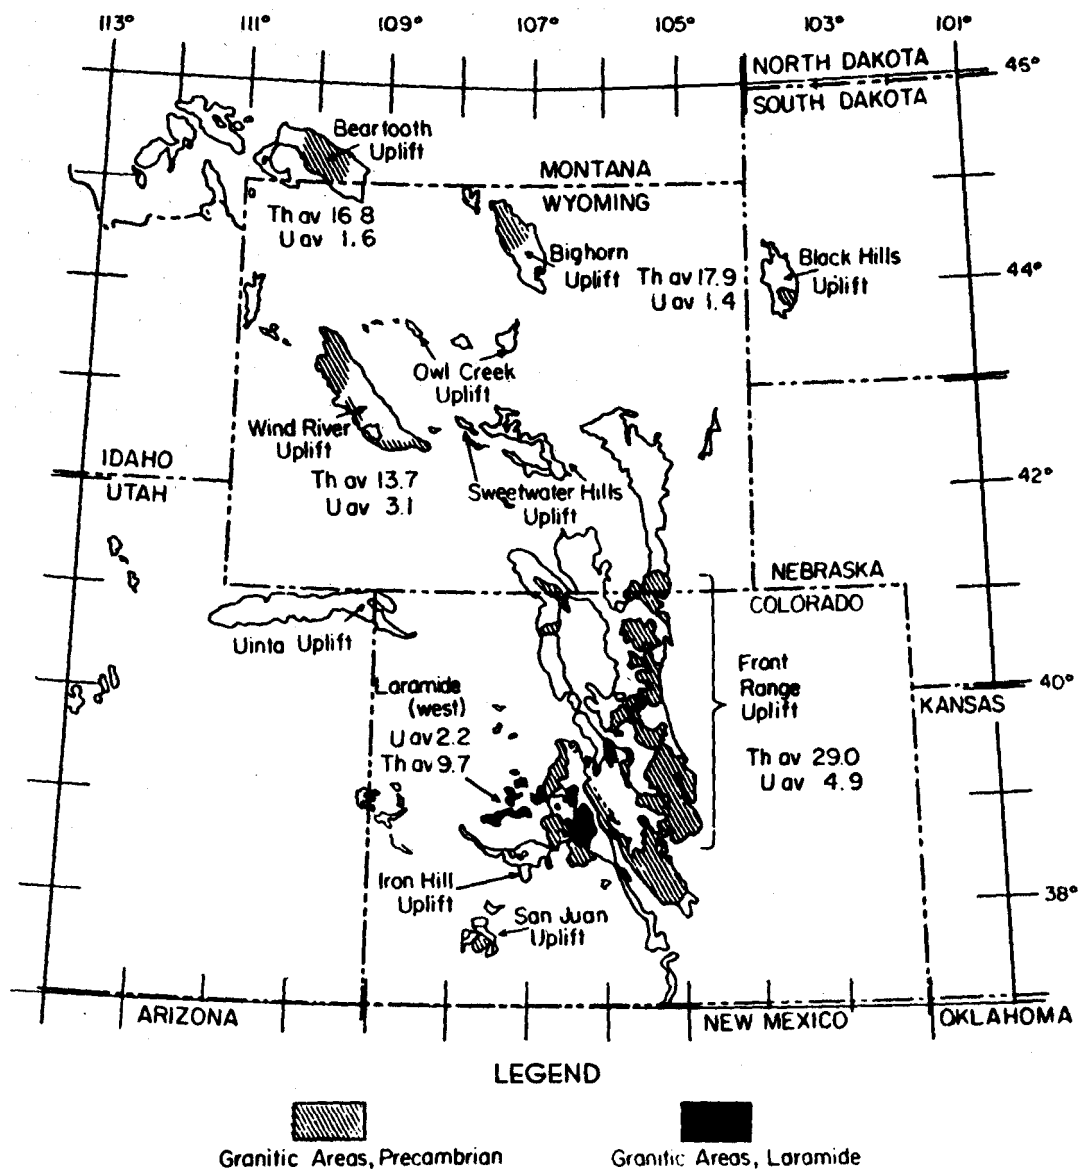 113° 111° 109° 107° 105° 103° 101°
NORTH DAKOTA
46°
SOUTH DAKOTA
Beartooth
Uplift
MONTANA
WYOMING
Th av 16 8
U av 1.6
Bighorn
Uplift
Th av 17.9
U av 1.4
Black Hills
Uplift
44°
Owl Creek
Uplift
Wind River
Uplift
Th av 13.7
U av 3.1
IDAHO
UTAH
Sweetwater Hills
Uplift
42°
NEBRASKA
COLORADO
Uinta Uplift
Front
Range
Uplift
40°
KANSAS
Laramide
(west)
U av 2.2
Th av 9.7
Th av 29.0
U av 4.9
Iron Hill
Uplift
38°
San Juan
Uplift
ARIZONA
NEW MEXICO
OKLAHOMA
LEGEND
Granitic Areas, Precambrian
Granitic Areas, Laramide